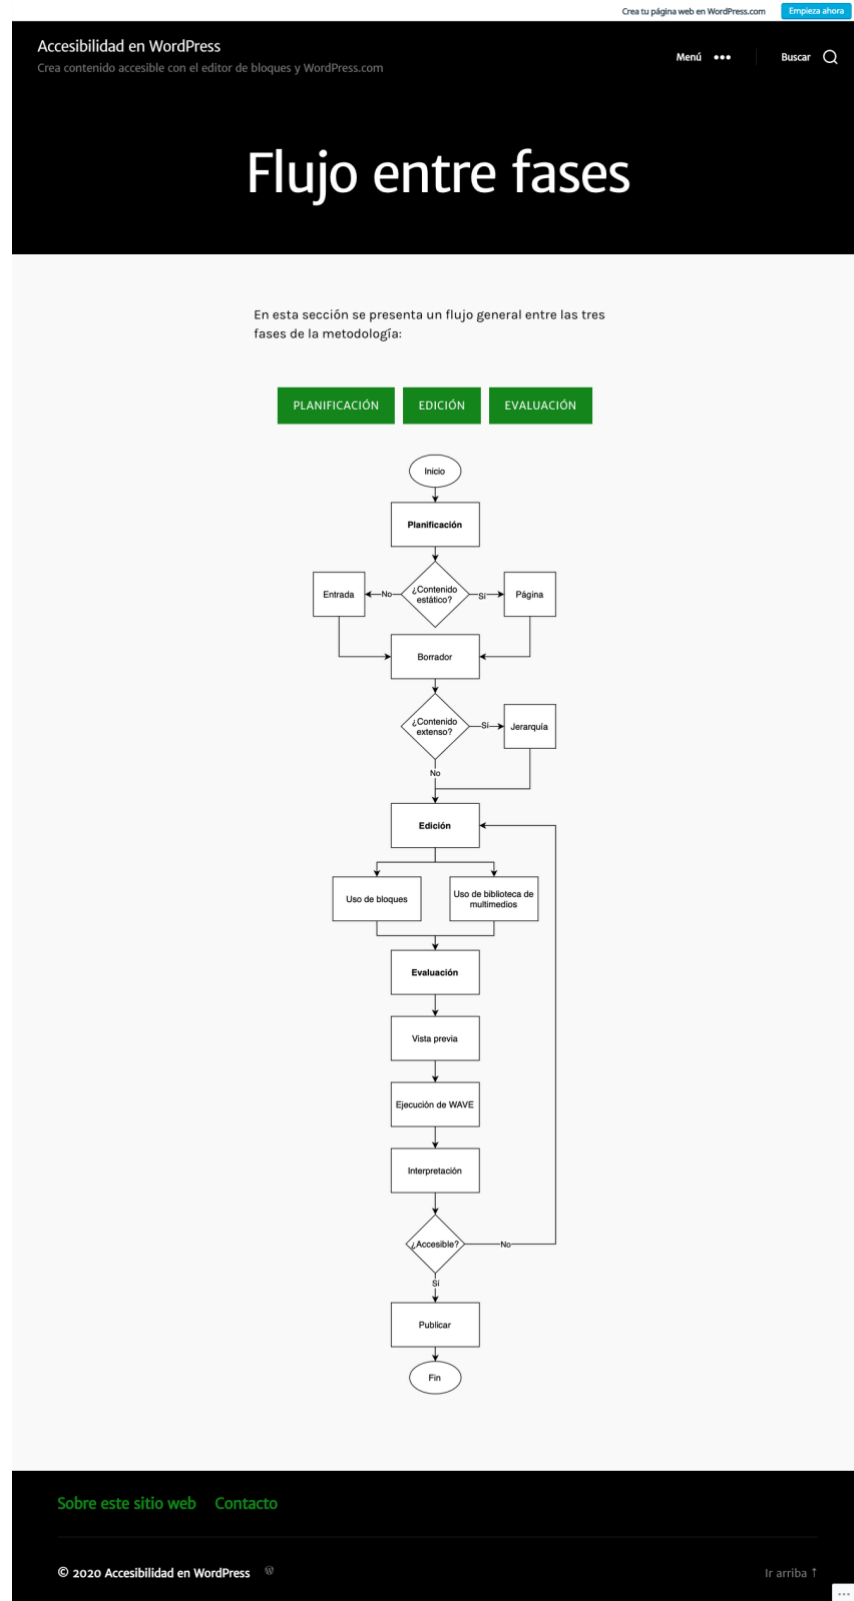 Crea tu página web en WordPress.com
Empieza ahora
Accesibilidad en WordPress
Crea contenido accesible con el editor de bloques y WordPress.com
Menú
Buscar
Flujo entre fases
En esta sección se presenta un flujo general entre las tres
fases de la metodología:
PLANIFICACIÓN
EDICIÓN
EVALUACIÓN
Inicio
Planificación
¿Contenido
estático?
No
Entrada
Sí
Página
Borrador
¿Contenido
extenso?
Sí
Jerarquía
No
Edición
Uso de bloques
Uso de biblioteca de
multimedios
Evaluación
Vista previa
Ejecución de WAVE
Interpretación
¿Accesible?
No
Sí
Publicar
Fin
Sobre este sitio web
Contacto
© 2020 Accesibilidad en WordPress
Ir arriba ↑